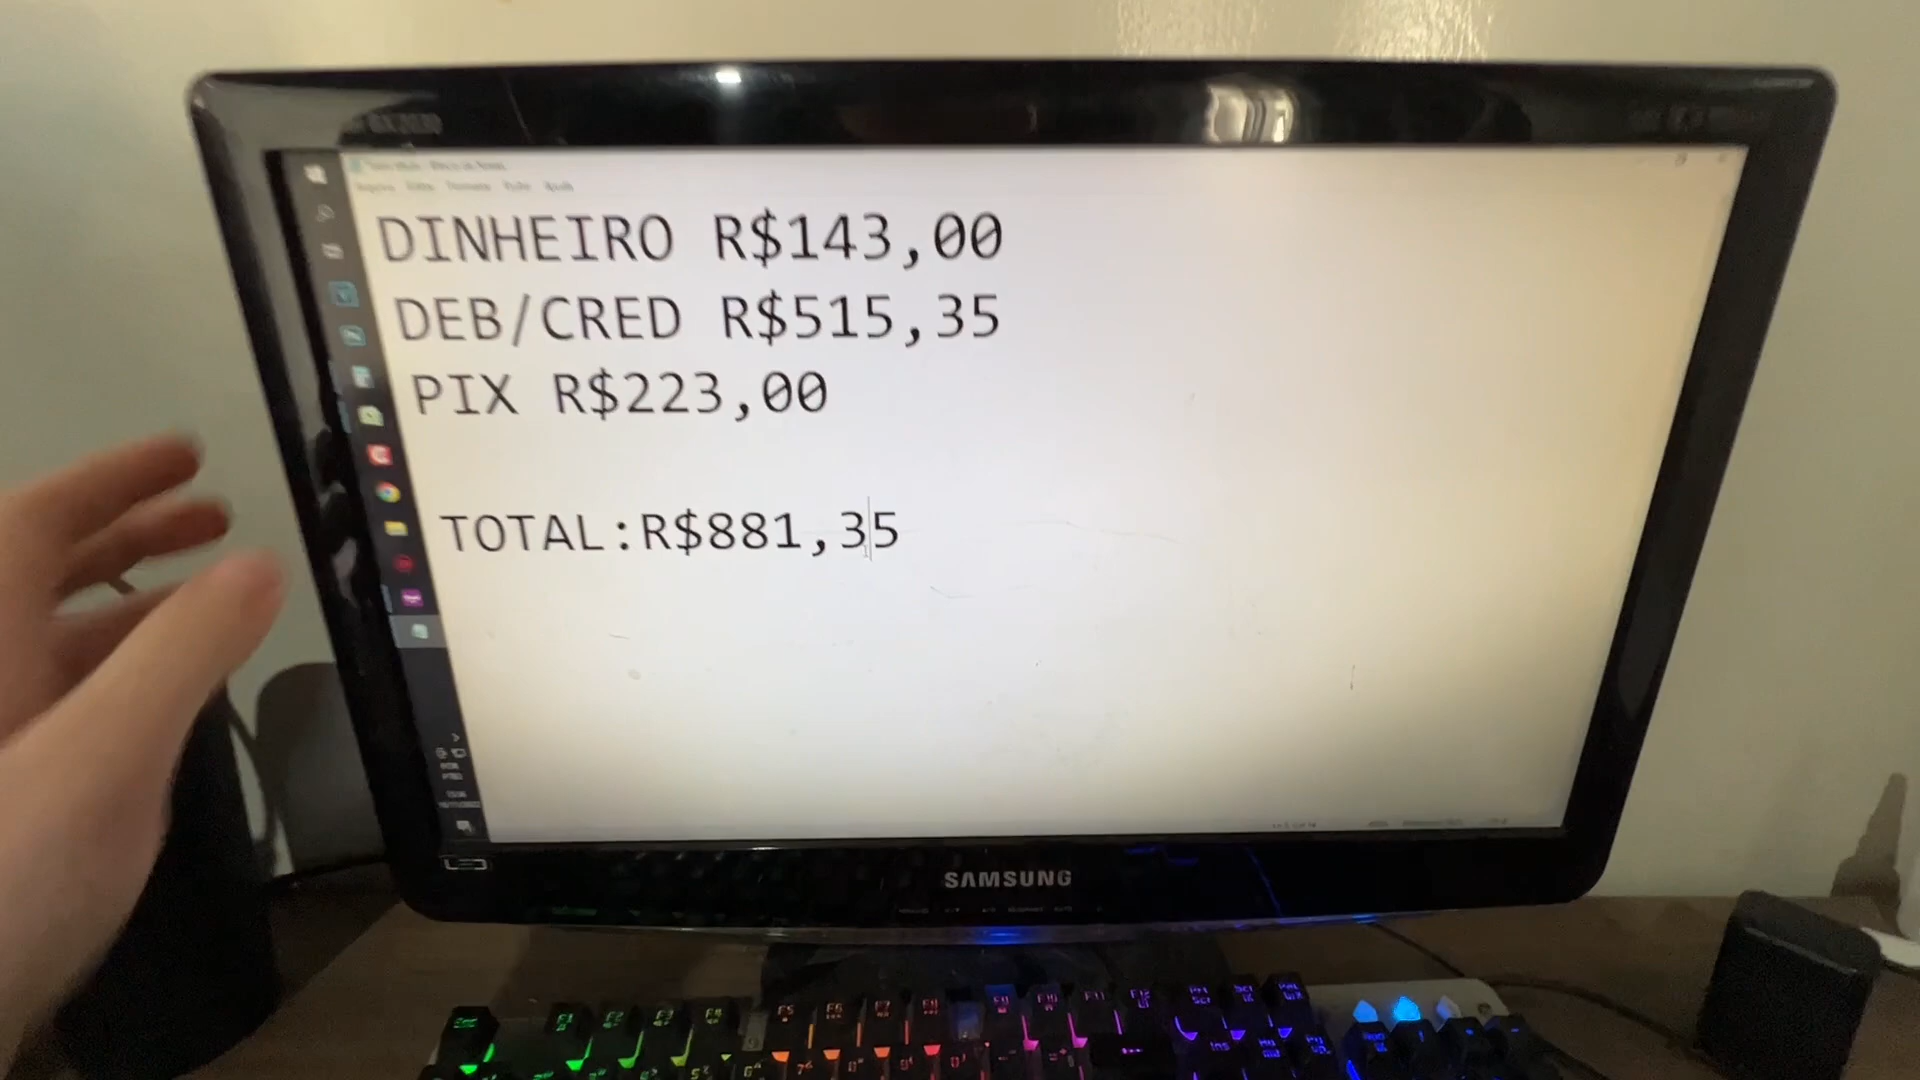 DINHEIRO R$143,00
DEB/CRED R$515,35
PIX R$223,00
TOTAL:R$881,35
SAMSUNG